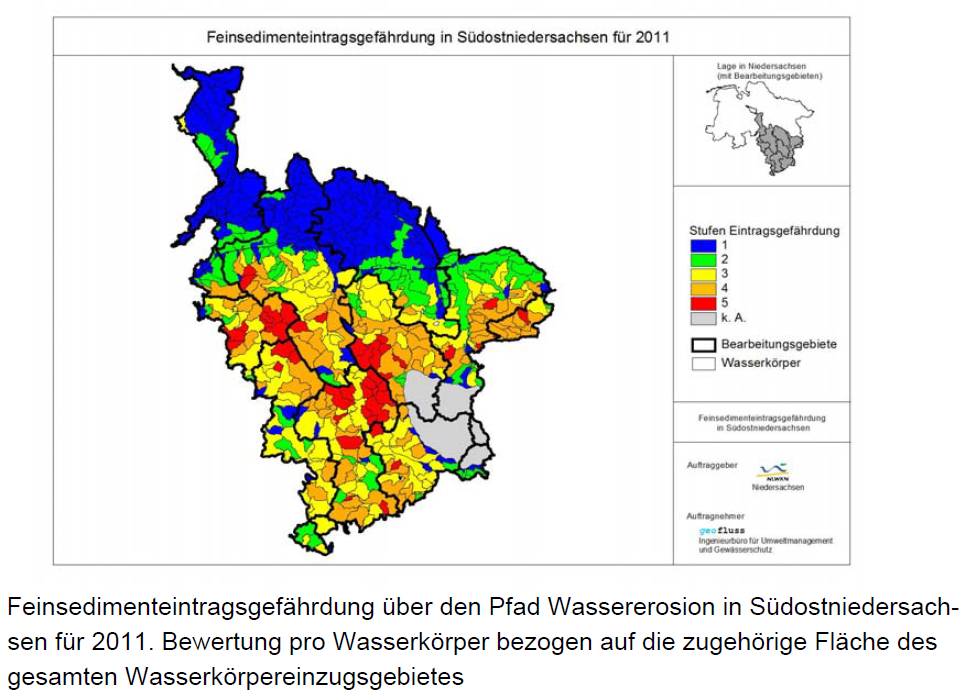 Feinsedimenteintragsgefährdung in Südostniedersachsen für 2011
Lage in Niedersachsen
(mit Bearbeitungsgebieten)
Stufen Eintragsgefährdung
1
2
3
4
5
k. A.
Bearbeitungsgebiete
Wasserkörper
Feinsedimenteintragsgefährdung
in Südostniedersachsen
Auftraggeber
NLWKN
Niedersachsen
Auftragnehmer
geofluss
Ingenieurbüro für Umweltmanagement
und Gewässerschutz
Feinsedimenteintragsgefährdung über den Pfad Wassererosion in Südostniedersach-
sen für 2011. Bewertung pro Wasserkörper bezogen auf die zugehörige Fläche des
gesamten Wasserkörpereinzugsgebietes